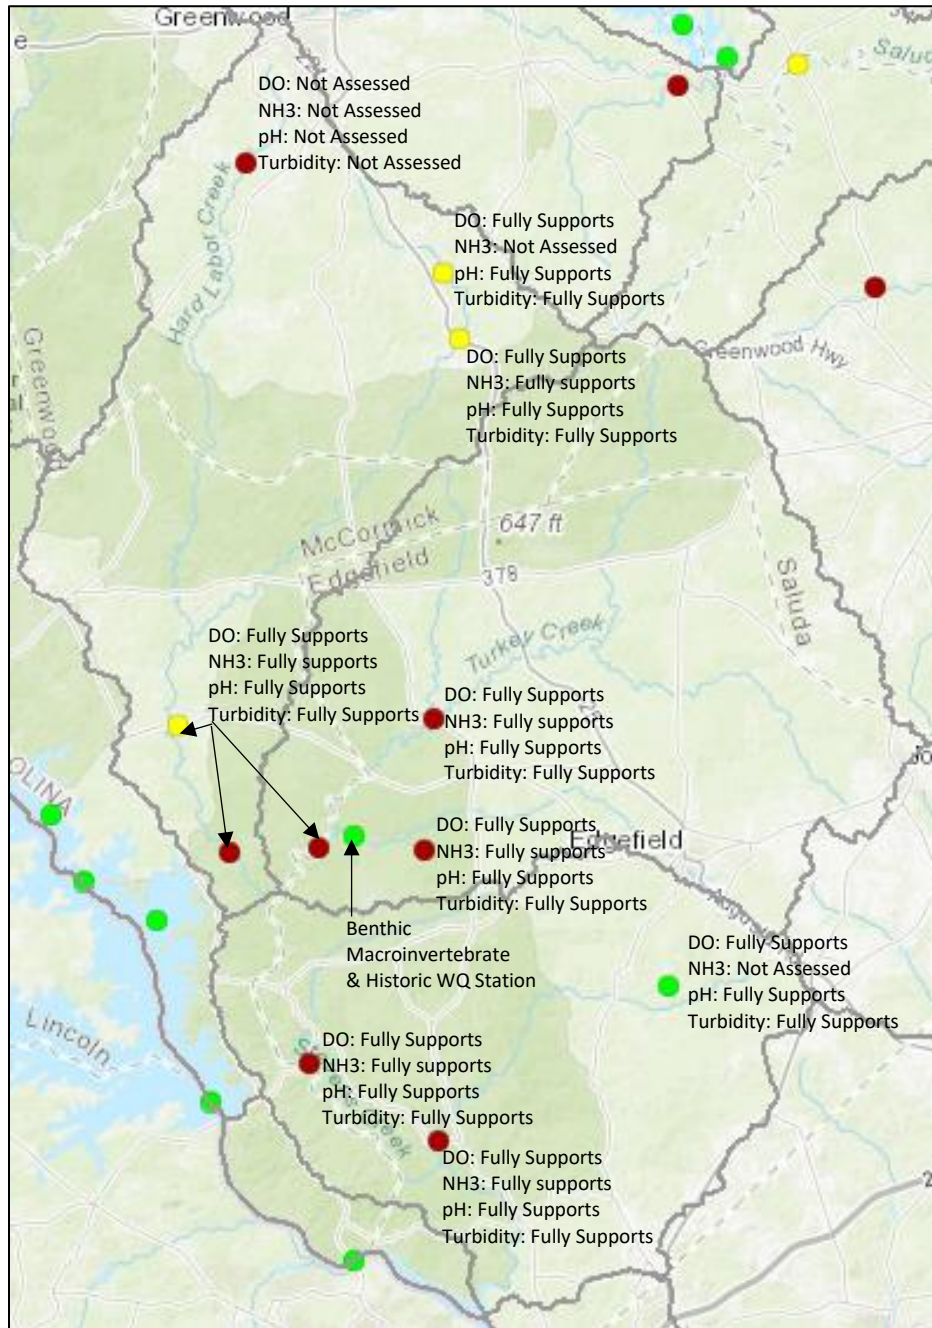 Greenwood
e
221
Salud
DO: Not Assessed
NH3: Not Assessed
pH: Not Assessed
Turbidity: Not Assessed
Hard Labor Creek
DO: Fully Supports
NH3: Not Assessed
pH: Fully Supports
Turbidity: Fully Supports
Greenwood
Greenwood Hwy
DO: Fully Supports
NH3: Fully supports
pH: Fully Supports
Turbidity: Fully Supports
McCormick
Edgefield
647 ft
378
Saluda
Turkey Creek
DO: Fully Supports
NH3: Fully supports
pH: Fully Supports
Turbidity: Fully Supports
DO: Fully Supports
NH3: Fully supports
pH: Fully Supports
Turbidity: Fully Supports
Jo
OLINA
DO: Fully Supports
NH3: Fully supports
pH: Fully Supports
Turbidity: Fully Supports
Edgefield
Benthic
Macroinvertebrate
& Historic WQ Station
DO: Fully Supports
NH3: Not Assessed
pH: Fully Supports
Turbidity: Fully Supports
Lincoln
DO: Fully Supports
NH3: Fully supports
pH: Fully Supports
Turbidity: Fully Supports
Creek
DO: Fully Supports
NH3: Fully supports
pH: Fully Supports
Turbidity: Fully Supports
2